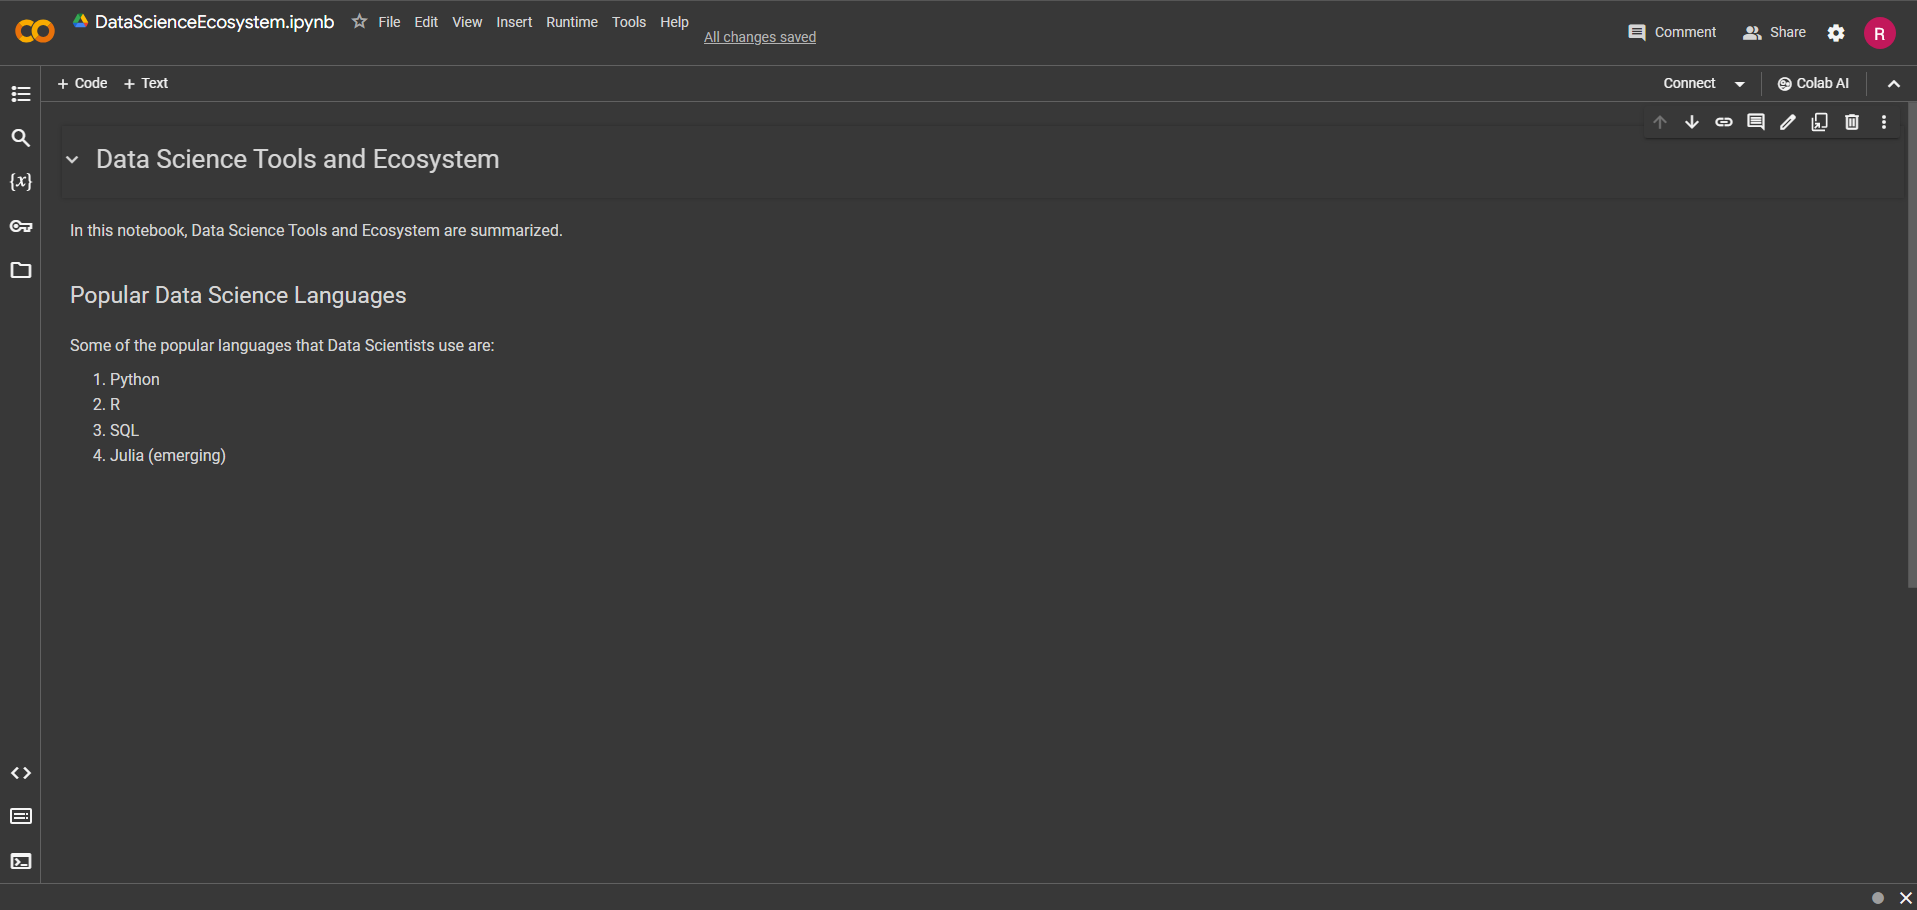 DataScienceEcosystem.ipynb
File Edit View Insert Runtime Tools Help
All changes saved
Comment Share R
+ Code + Text
Connect Colab AI
{x}
Data Science Tools and Ecosystem
In this notebook, Data Science Tools and Ecosystem are summarized.
Popular Data Science Languages
Some of the popular languages that Data Scientists use are:
1. Python
2. R
3. SQL
4. Julia (emerging)